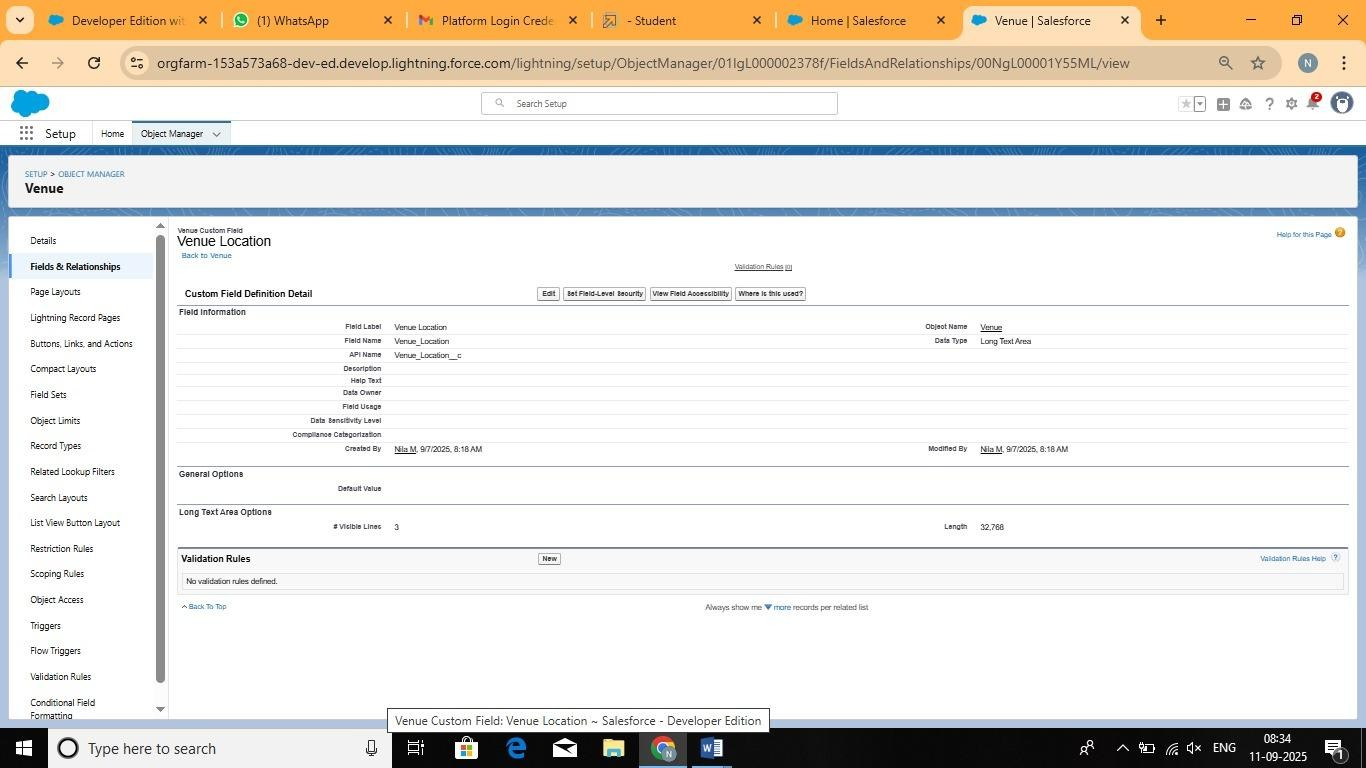 Developer Edition wit
(1) WhatsApp
Platform Login Crede
- Student
Home | Salesforce
Venue | Salesforce
orgfarm-153a573a68-dev-ed.develop.lightning.force.com/lightning/setup/ObjectManager/01IgL000002378f/FieldsAndRelationships/00NgL00001Y55ML/view
N
Search Setup
2
Setup
Home
Object Manager
SETUP > OBJECT MANAGER
Venue
Details
Fields & Relationships
Page Layouts
Lightning Record Pages
Buttons, Links, and Actions
Compact Layouts
Field Sets
Object Limits
Record Types
Related Lookup Filters
Search Layouts
List View Button Layout
Restriction Rules
Scoping Rules
Object Access
Triggers
Flow Triggers
Validation Rules
Conditional Field
Formatting
Venue Custom Field
Venue Location
Back to Venue
Help for this Page
Validation Rules [0]
Custom Field Definition Detail
Edit
Set Field-Level Security
View Field Accessibility
Where is this used?
Field Information
Field Label Venue Location Object Name Venue
Field Name Venue_Location Data Type Long Text Area
API Name Venue_Location__c
Description
Help Text
Data Owner
Field Usage
Data Sensitivity Level
Compliance Categorization
Created By Nila M, 9/7/2025, 8:18 AM Modified By Nila M, 9/7/2025, 8:18 AM
General Options
Default Value
Long Text Area Options
# Visible Lines 3 Length 32,768
Validation Rules New Validation Rules Help ?
No validation rules defined.
^ Back To Top Always show me more records per related list
Venue Custom Field: Venue Location ~ Salesforce - Developer Edition
Type here to search
ENG
08:34
11-09-2025
1